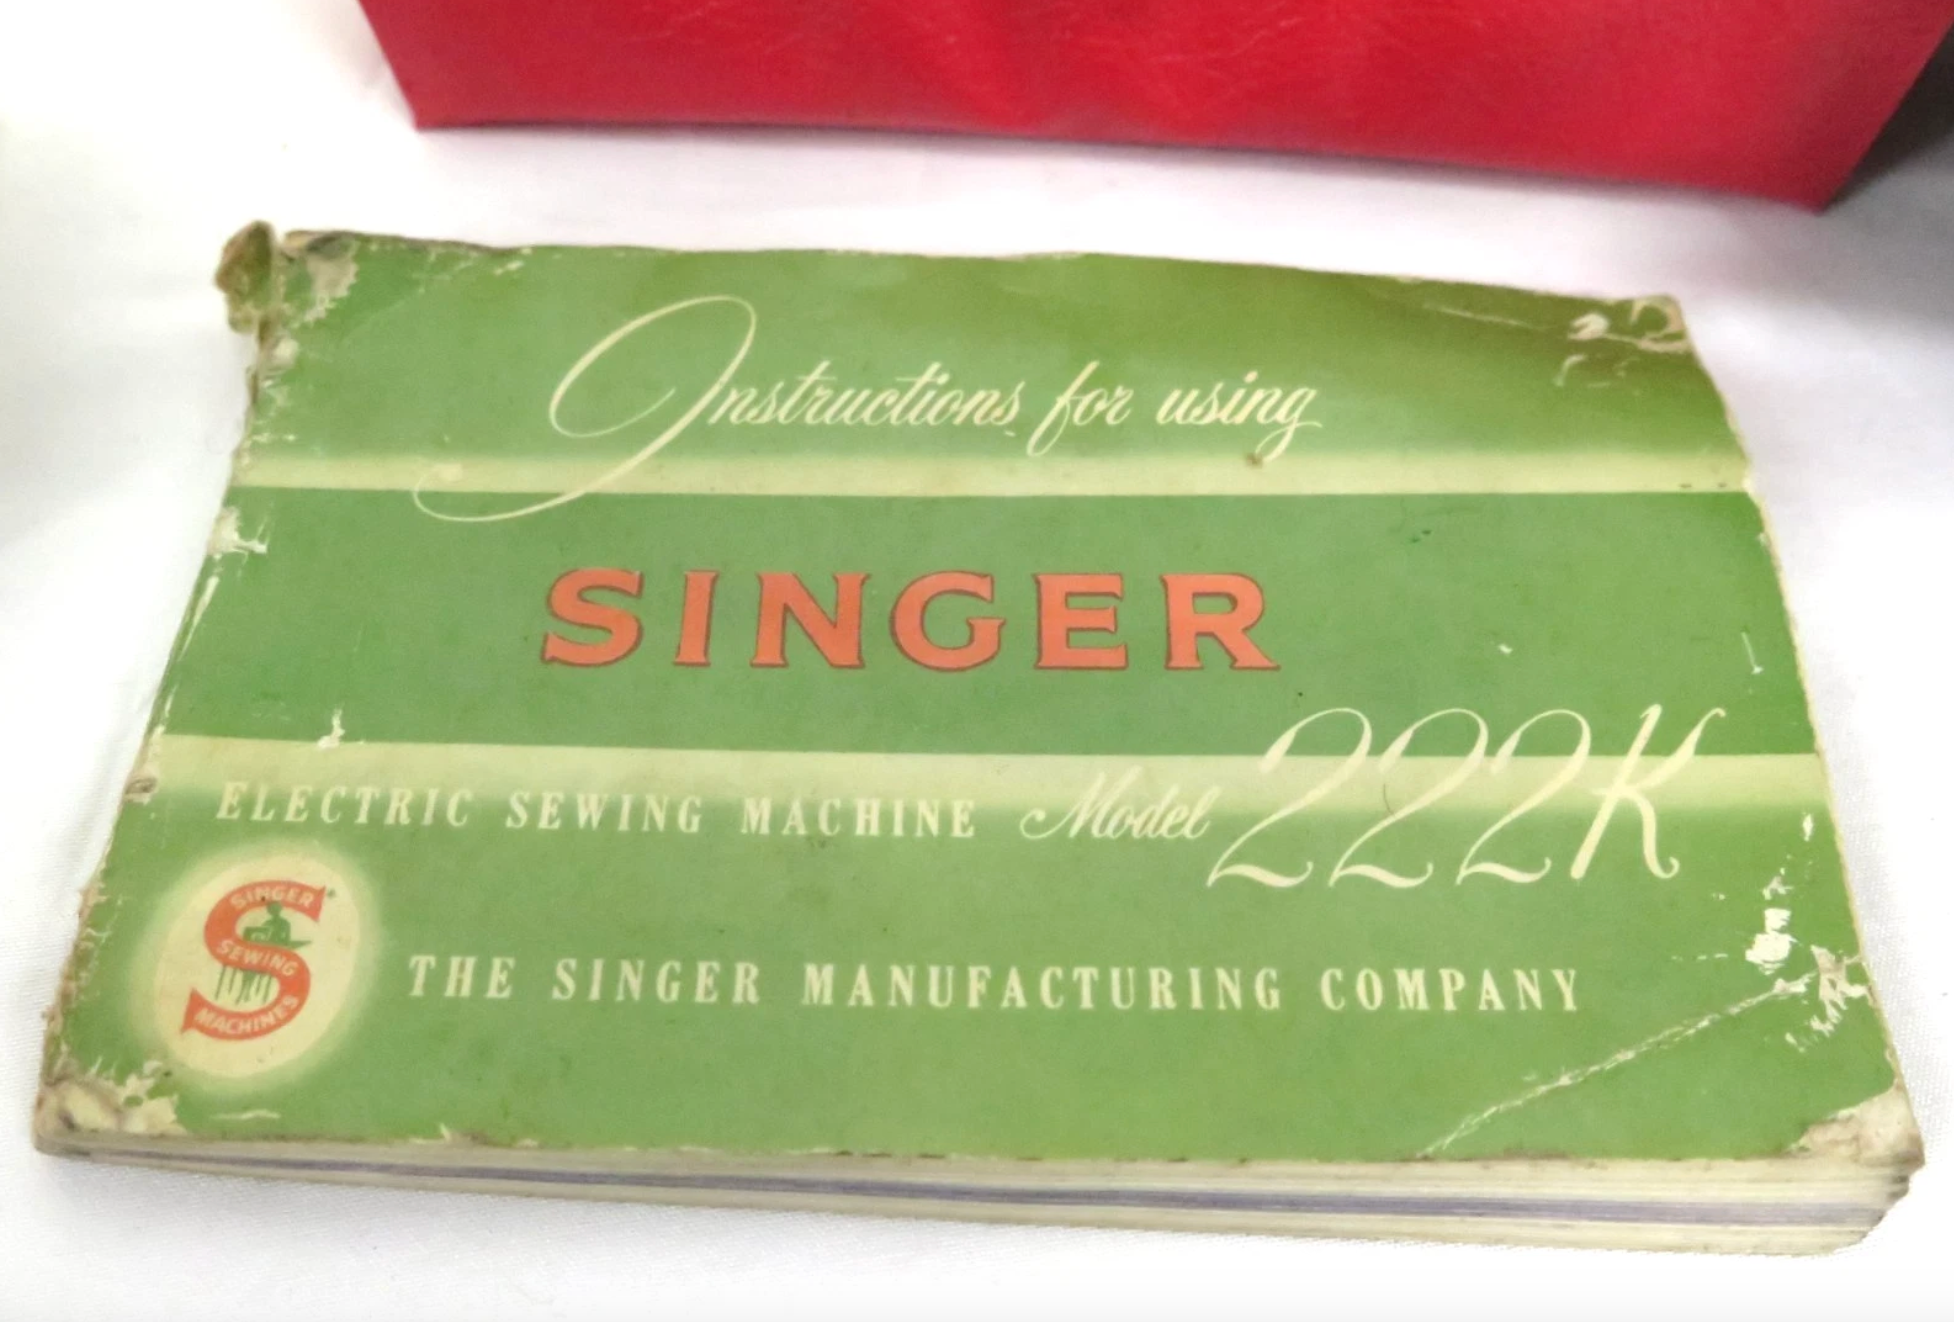 Instructions for using
SINGER
ELECTRIC SEWING MACHINE Model 222K
SINGER
SEWING
MACHINES
THE SINGER MANUFACTURING COMPANY